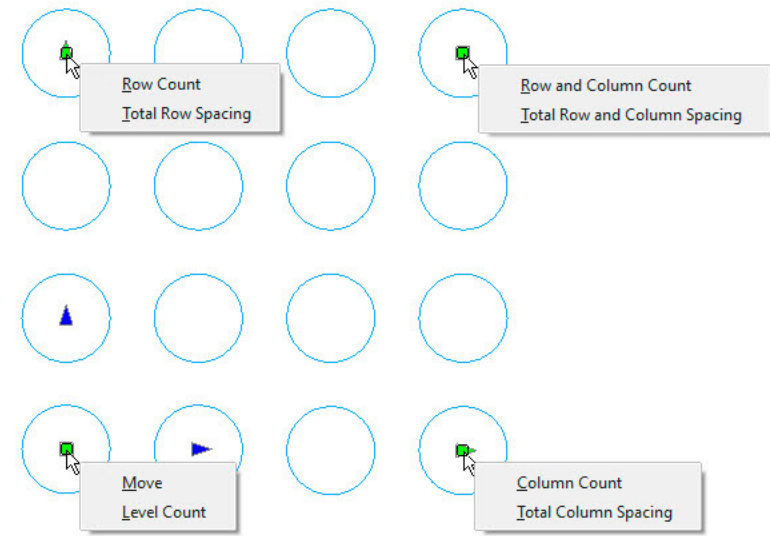 Row Count
Total Row Spacing
Row and Column Count
Total Row and Column Spacing
Move
Level Count
Column Count
Total Column Spacing